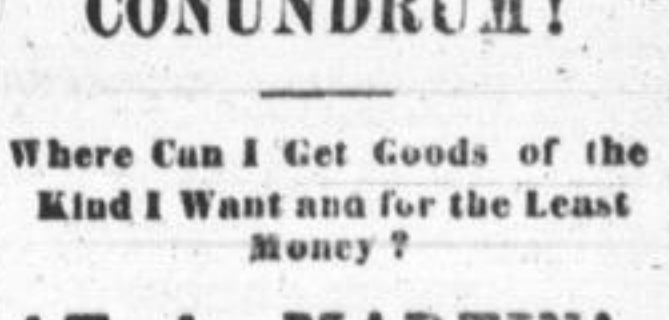 CONUNDRUM!
Where Can I Get Goods of the
Kind I Want and for the Least
Money ?